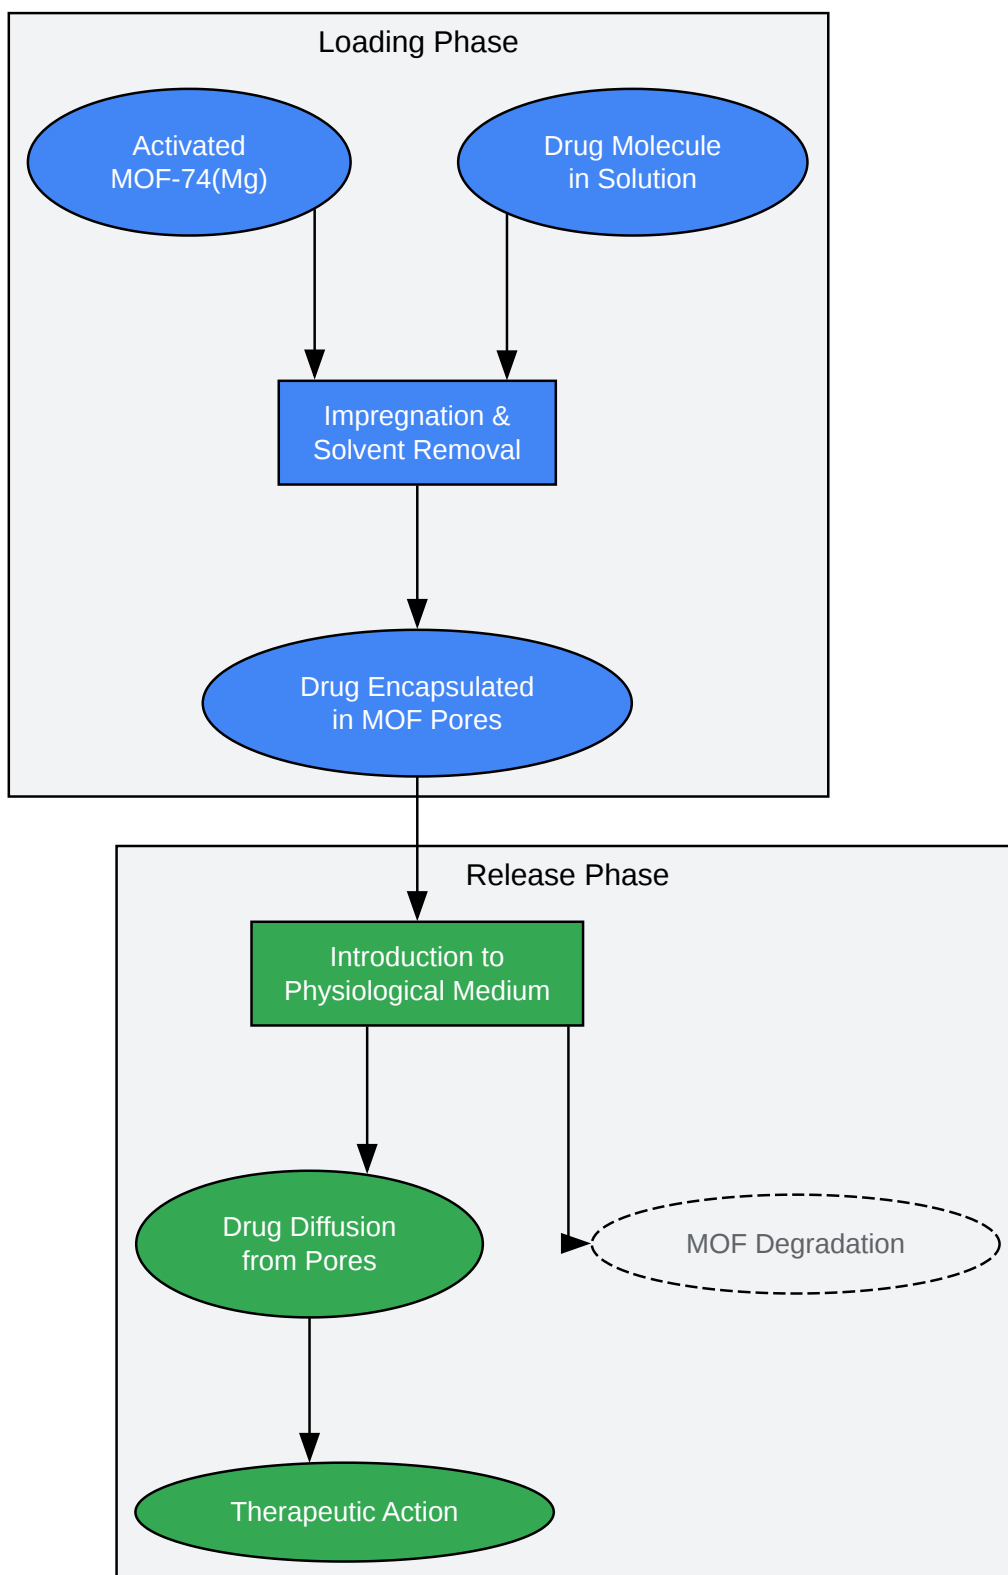 Loading Phase
Activated
MOF-74(Mg)
Drug Molecule
in Solution
Impregnation &
Solvent Removal
Drug Encapsulated
in MOF Pores
Release Phase
Introduction to
Physiological Medium
Drug Diffusion
from Pores
MOF Degradation
Therapeutic Action